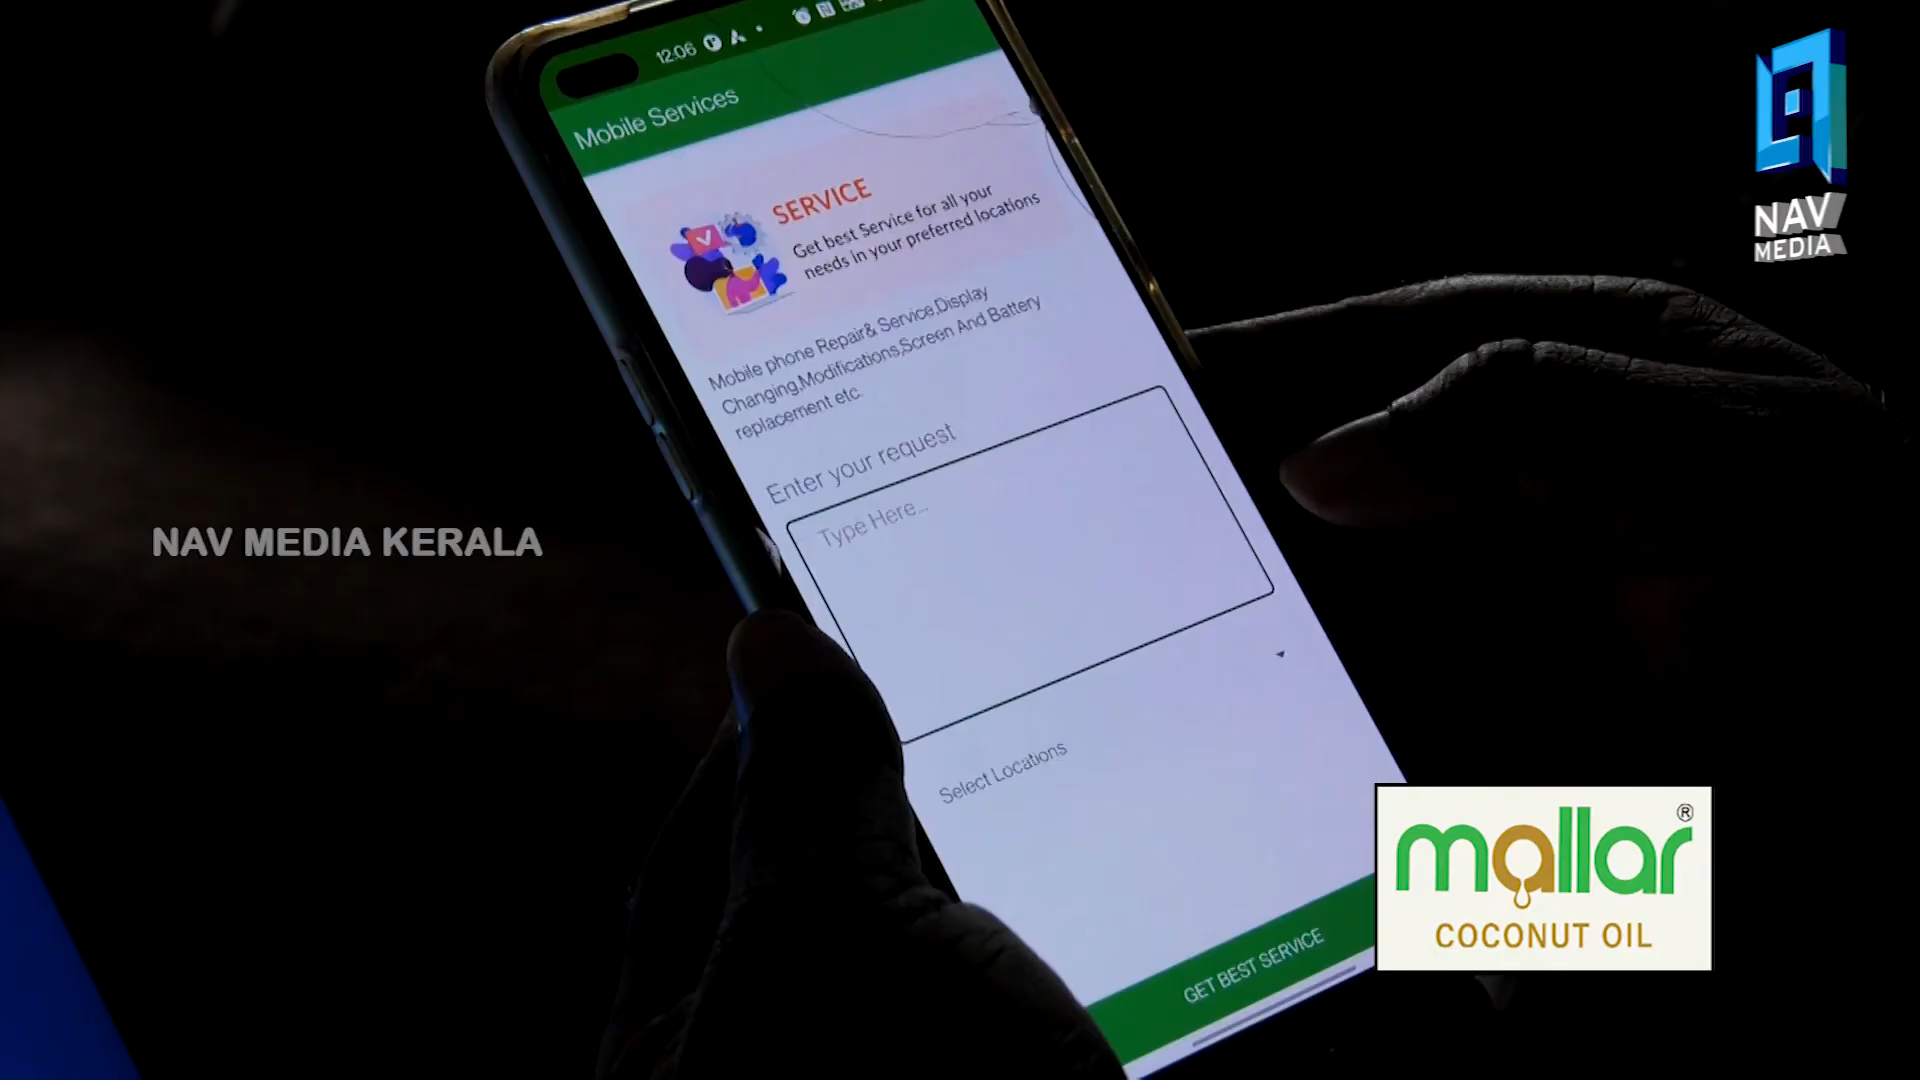 12:06
Mobile Services
SERVICE
Get best Service for all your
needs in your preferred locations
Mobile phone Repair& Service,Display
Changing,Modifications,Screen And Battery
replacement etc.
Enter your request
Type Here...
Select Locations
GET BEST SERVICE
NAV
MEDIA
NAV MEDIA KERALA
mallar®
COCONUT OIL